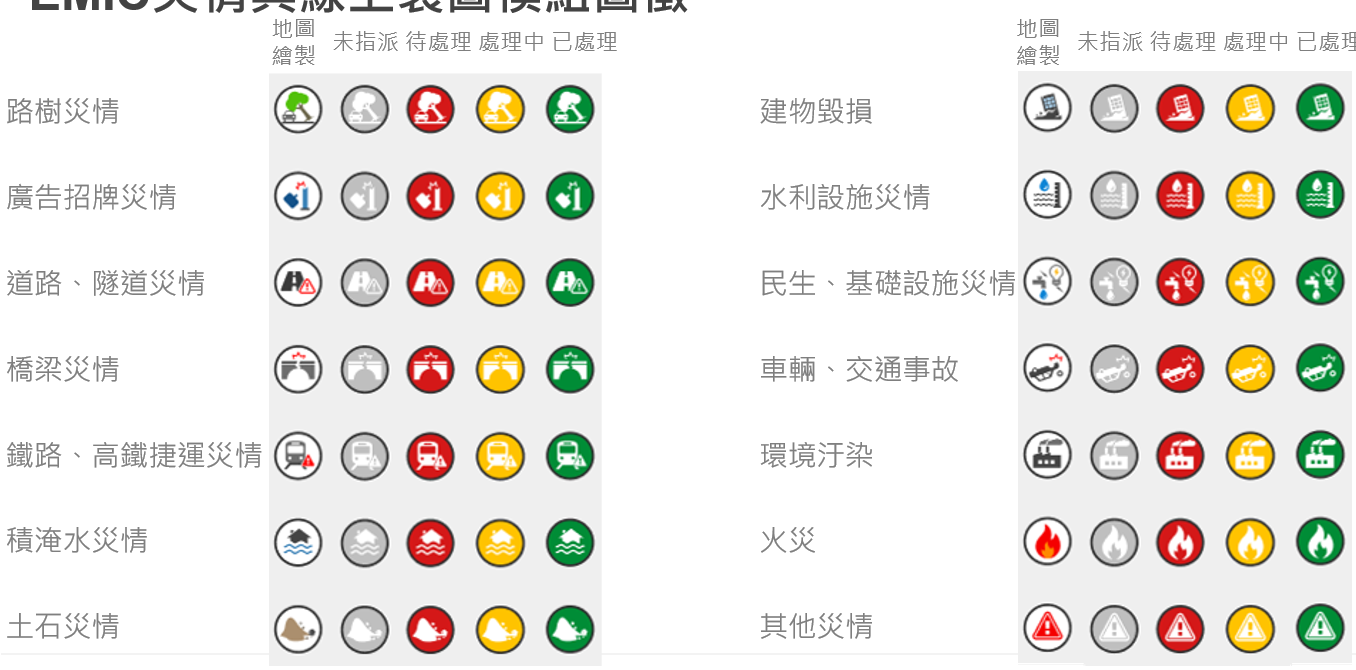 地圖 地圖
繪製 未指派 待處理 處理中 已處理 繪製 未指派 待處理 處理中 已處理
路樹災情 建物毀損
廣告招牌災情 水利設施災情
道路、隧道災情 民生、基礎設施災情
橋梁災情 車輛、交通事故
鐵路、高鐵捷運災情 環境汙染
積淹水災情 火災
土石災情 其他災情